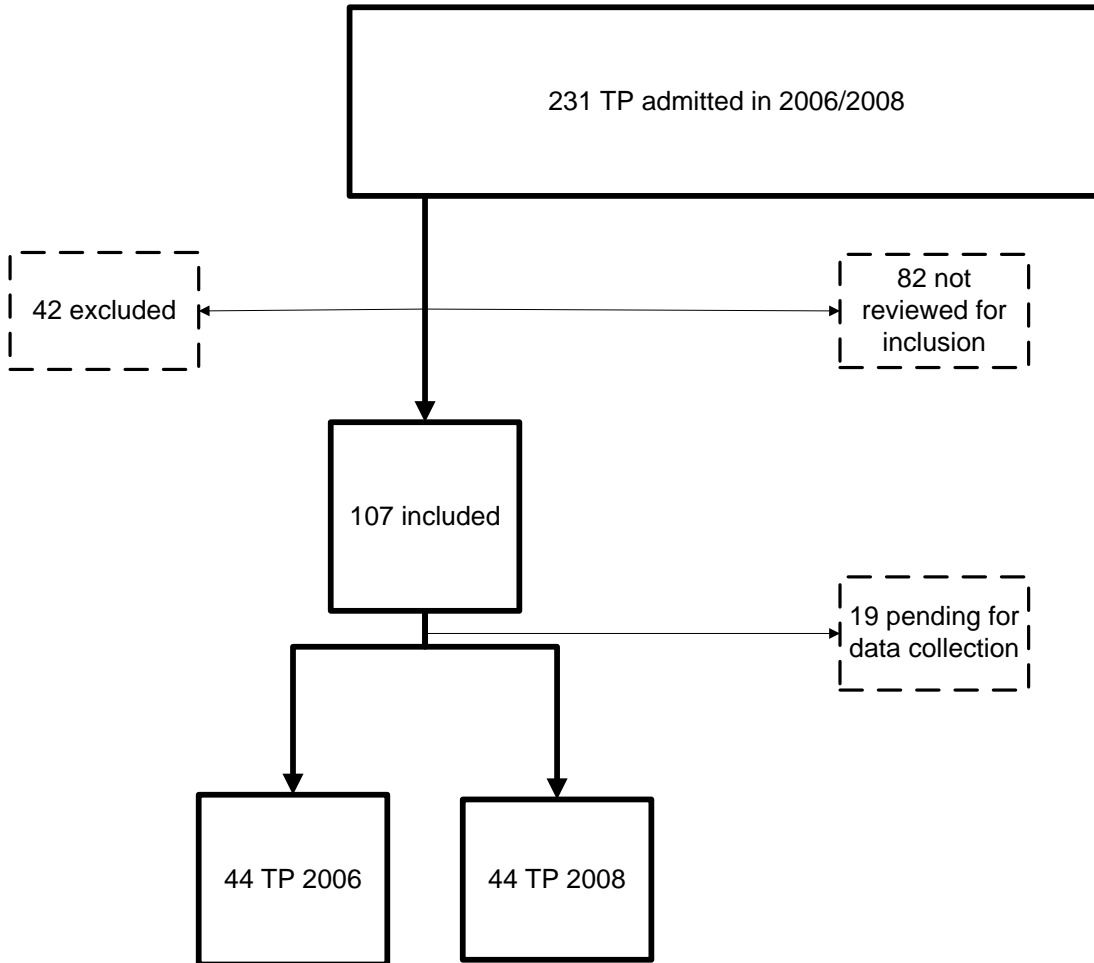 231 TP admitted in 2006/2008
42 excluded
82 not
reviewed for
inclusion
107 included
19 pending for
data collection
44 TP 2006
44 TP 2008